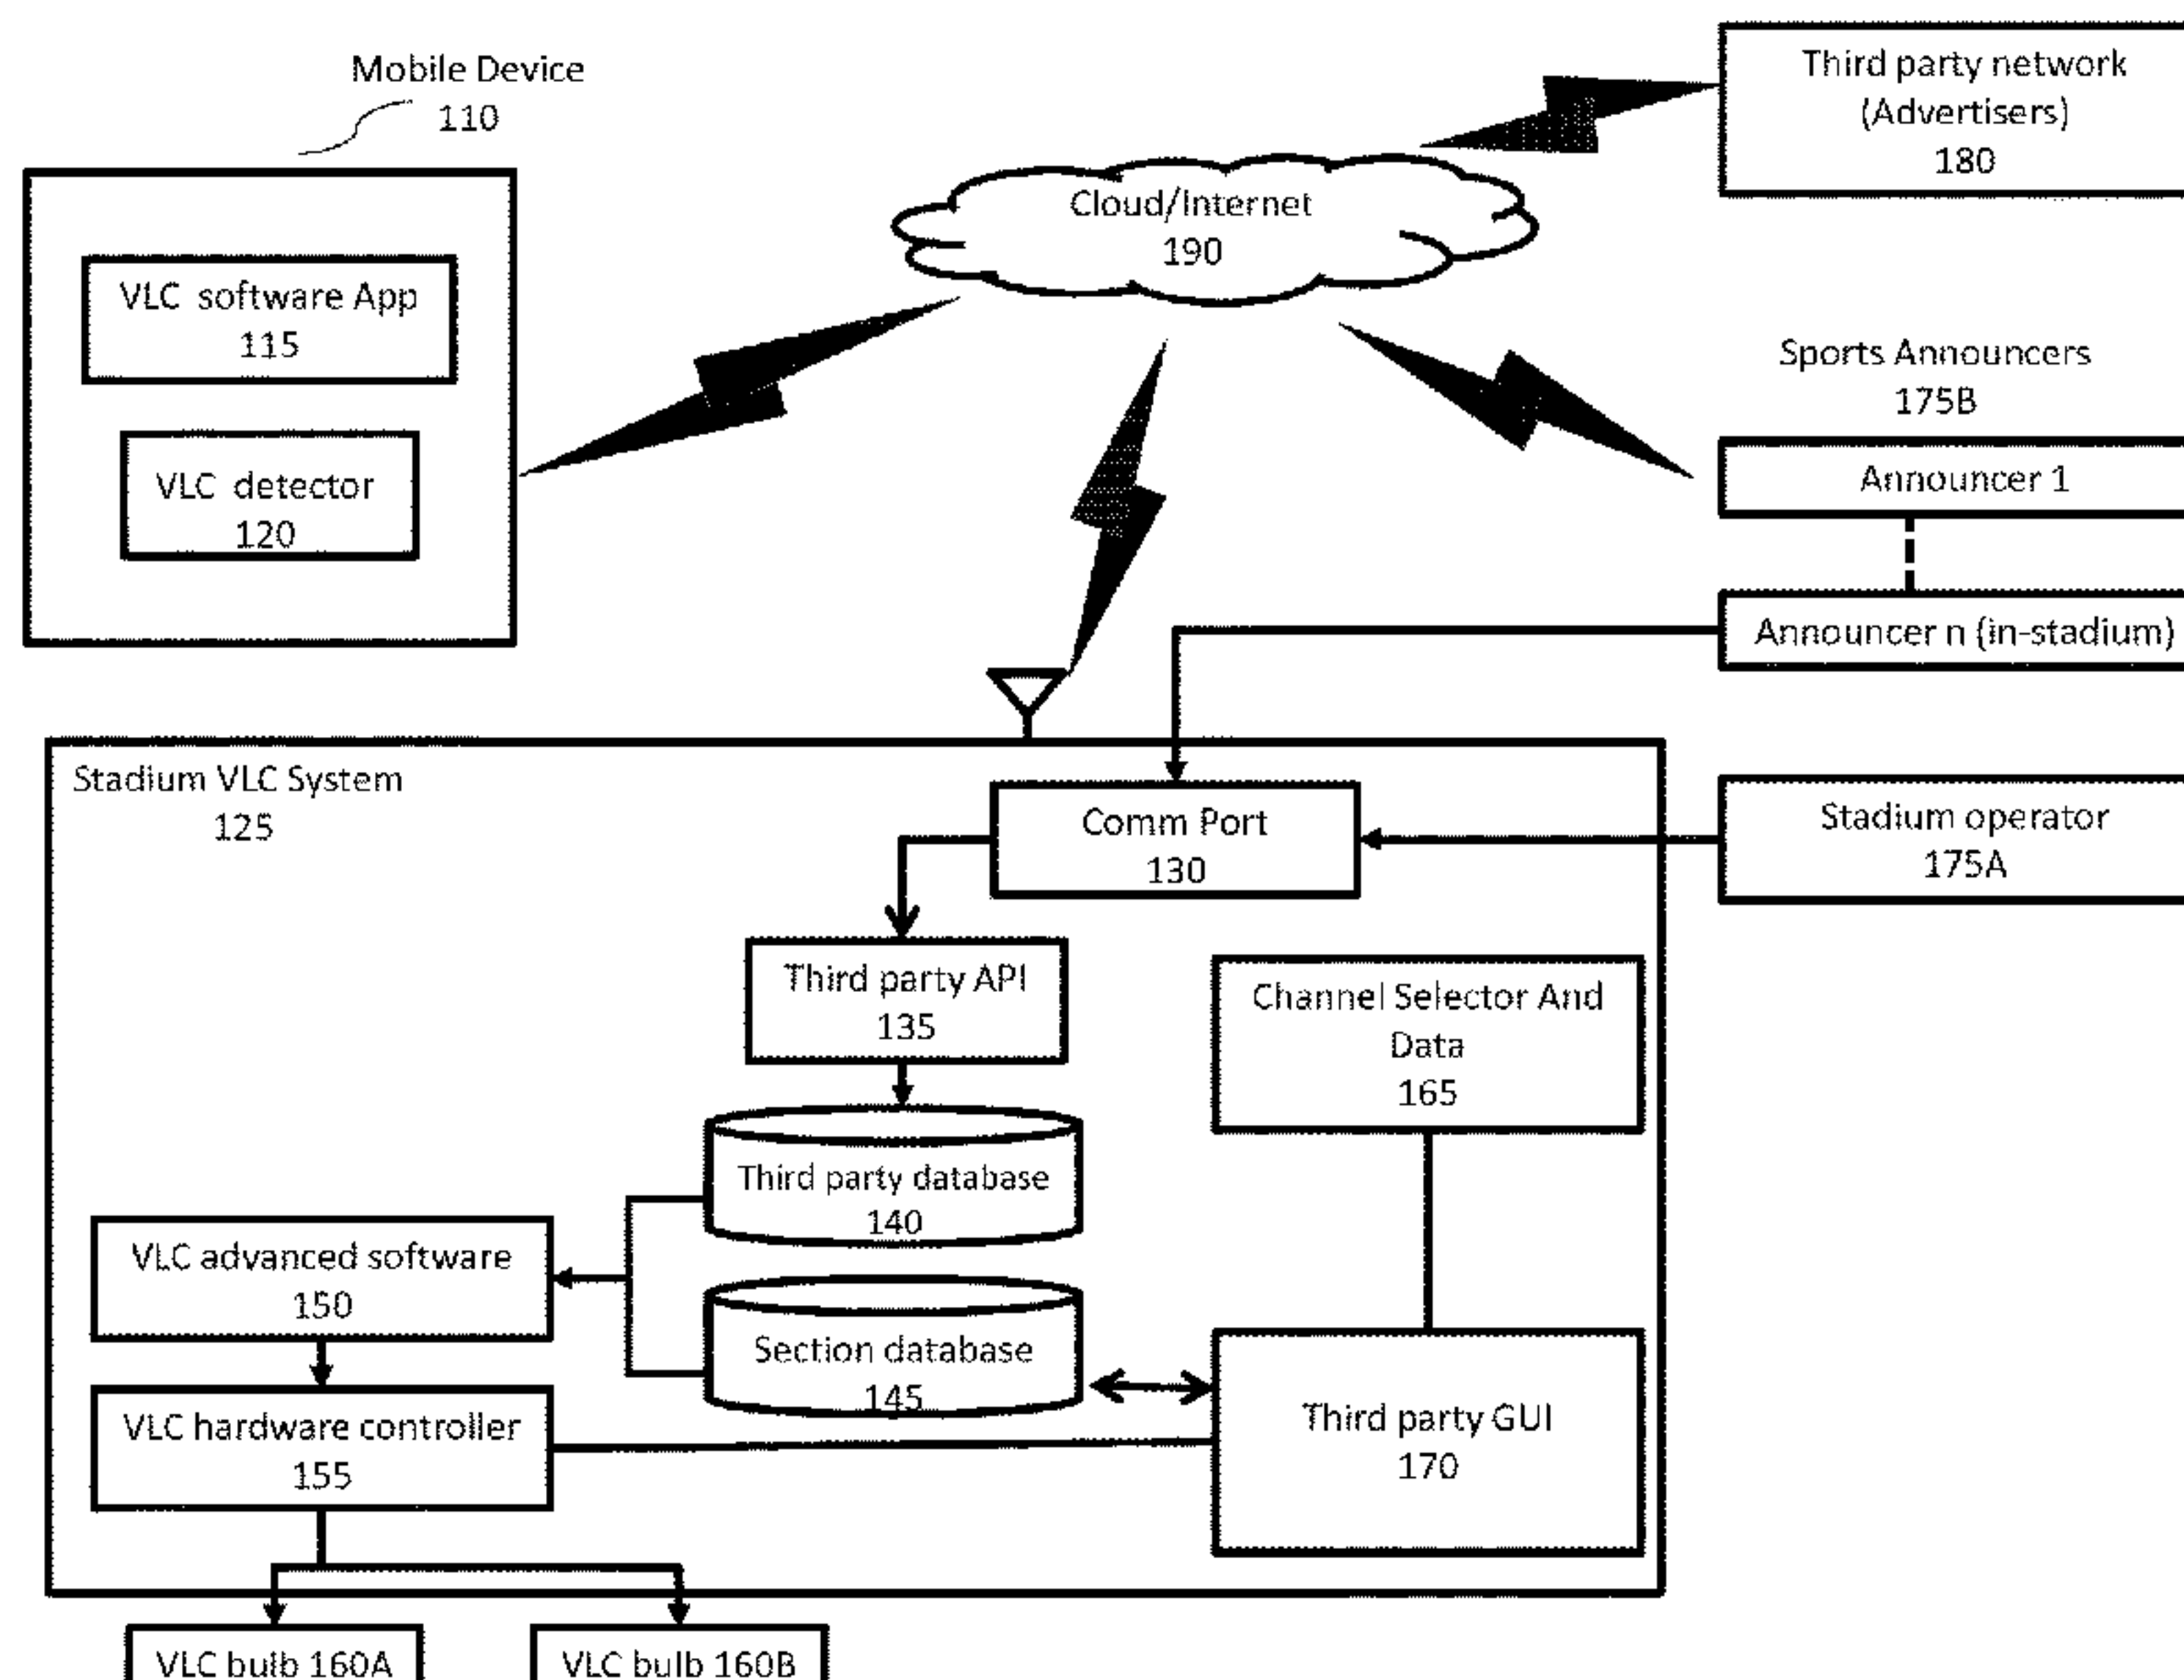 Mobile Device
110
VLC software App
115
VLC detector
120
Cloud/Internet
190
Third party network
(Advertisers)
180
Sports Announcers
175B
Announcer 1
Announcer n (in-stadium)
Stadium VLC System
125
Comm Port
130
Stadium operator
175A
Third party API
135
Channel Selector And
Data
165
Third party database
140
VLC advanced software
150
Section database
145
VLC hardware controller
155
Third party GUI
170
VLC bulb 160A
VLC bulb 160B